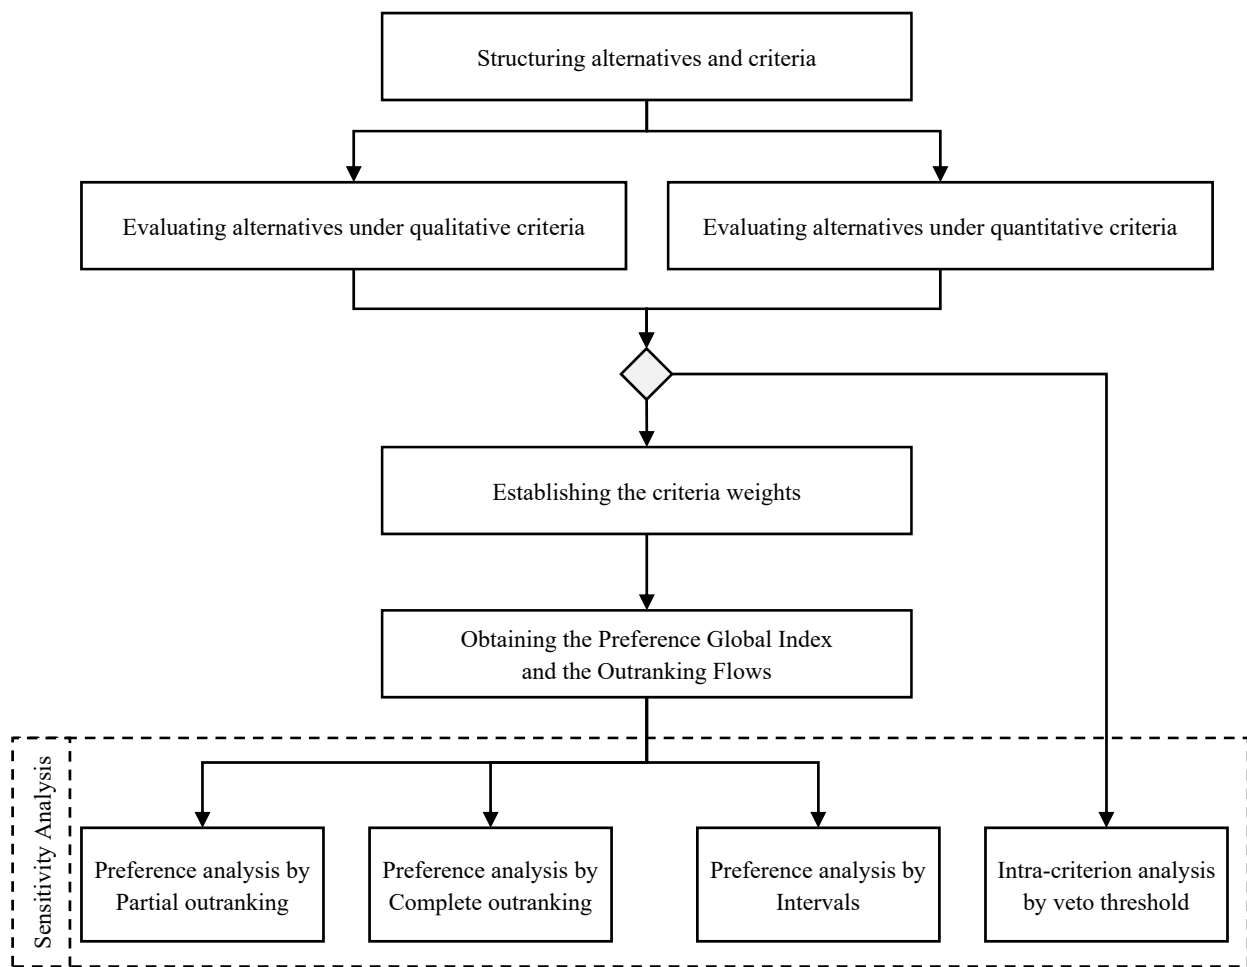 Structuring alternatives and criteria
Evaluating alternatives under qualitative criteria
Evaluating alternatives under quantitative criteria
Establishing the criteria weights
Obtaining the Preference Global Index
and the Outranking Flows
Sensitivity Analysis
Preference analysis by
Partial outranking
Preference analysis by
Complete outranking
Preference analysis by
Intervals
Intra-criterion analysis
by veto threshold